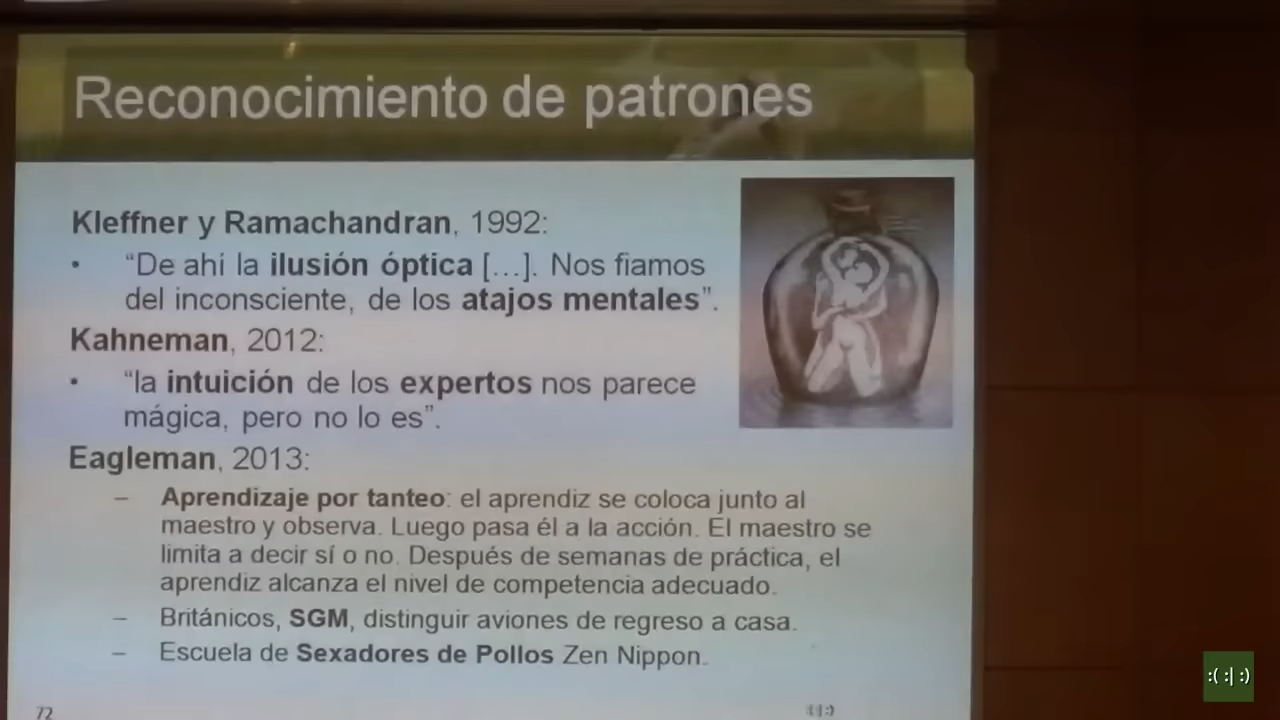 Reconocimiento de patrones
Kleffner y Ramachandran, 1992:
• “De ahí la ilusión óptica [...]. Nos fiamos
del inconsciente, de los atajos mentales”.
Kahneman, 2012:
• “la intuición de los expertos nos parece
mágica, pero no lo es”.
Eagleman, 2013:
– Aprendizaje por tanteo: el aprendiz se coloca junto al
maestro y observa. Luego pasa él a la acción. El maestro se
limita a decir sí o no. Después de semanas de práctica, el
aprendiz alcanza el nivel de competencia adecuado.
– Británicos, SGM, distinguir aviones de regreso a casa.
– Escuela de Sexadores de Pollos Zen Nippon.
72
:( :| :)